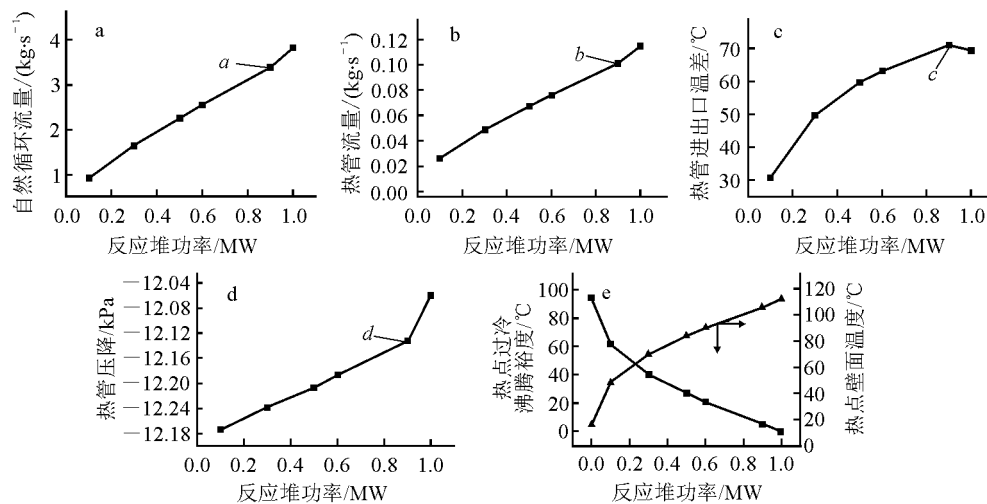 a
自然循环流量/(kg·s⁻¹)
4
3
2
1
a
0.0 0.2 0.4 0.6 0.8 1.0
反应堆功率/MW
b
热管流量/(kg·s⁻¹)
0.12
0.10
0.08
0.06
0.04
0.02
0.00
b
0.0 0.2 0.4 0.6 0.8 1.0
反应堆功率/MW
c
热管进出口温差/℃
70
60
50
40
30
c
0.0 0.2 0.4 0.6 0.8 1.0
反应堆功率/MW
d
热管压降/kPa
—12.04
—12.08
—12.13
—12.20
—12.24
—12.18
d
0.0 0.2 0.4 0.6 0.8 1.0
反应堆功率/MW
e
热点过冷
沸腾裕度/℃
100
80
60
40
20
0
120
100
80
60
40
20
0
热点壁面温度/℃
0.0 0.2 0.4 0.6 0.8 1.0
反应堆功率/MW